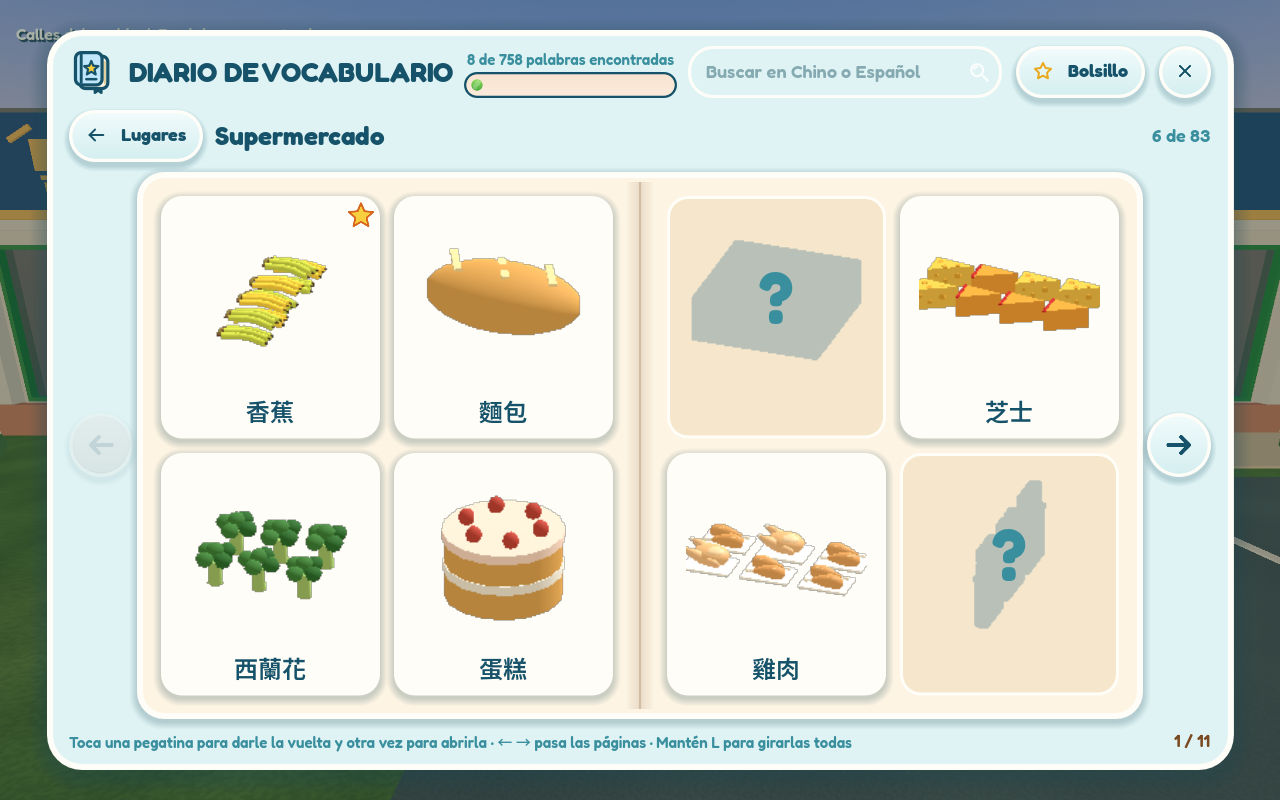 Calles
DIARIO DE VOCABULARIO
8 de 758 palabras encontradas
Buscar en Chino o Español
Bolsillo
Lugares
Supermercado
6 de 83
香蕉
麵包
?
芝士
西蘭花
蛋糕
雞肉
?
Toca una pegatina para darle la vuelta y otra vez para abrirla · ← → pasa las páginas · Mantén L para girarlas todas
1 / 11